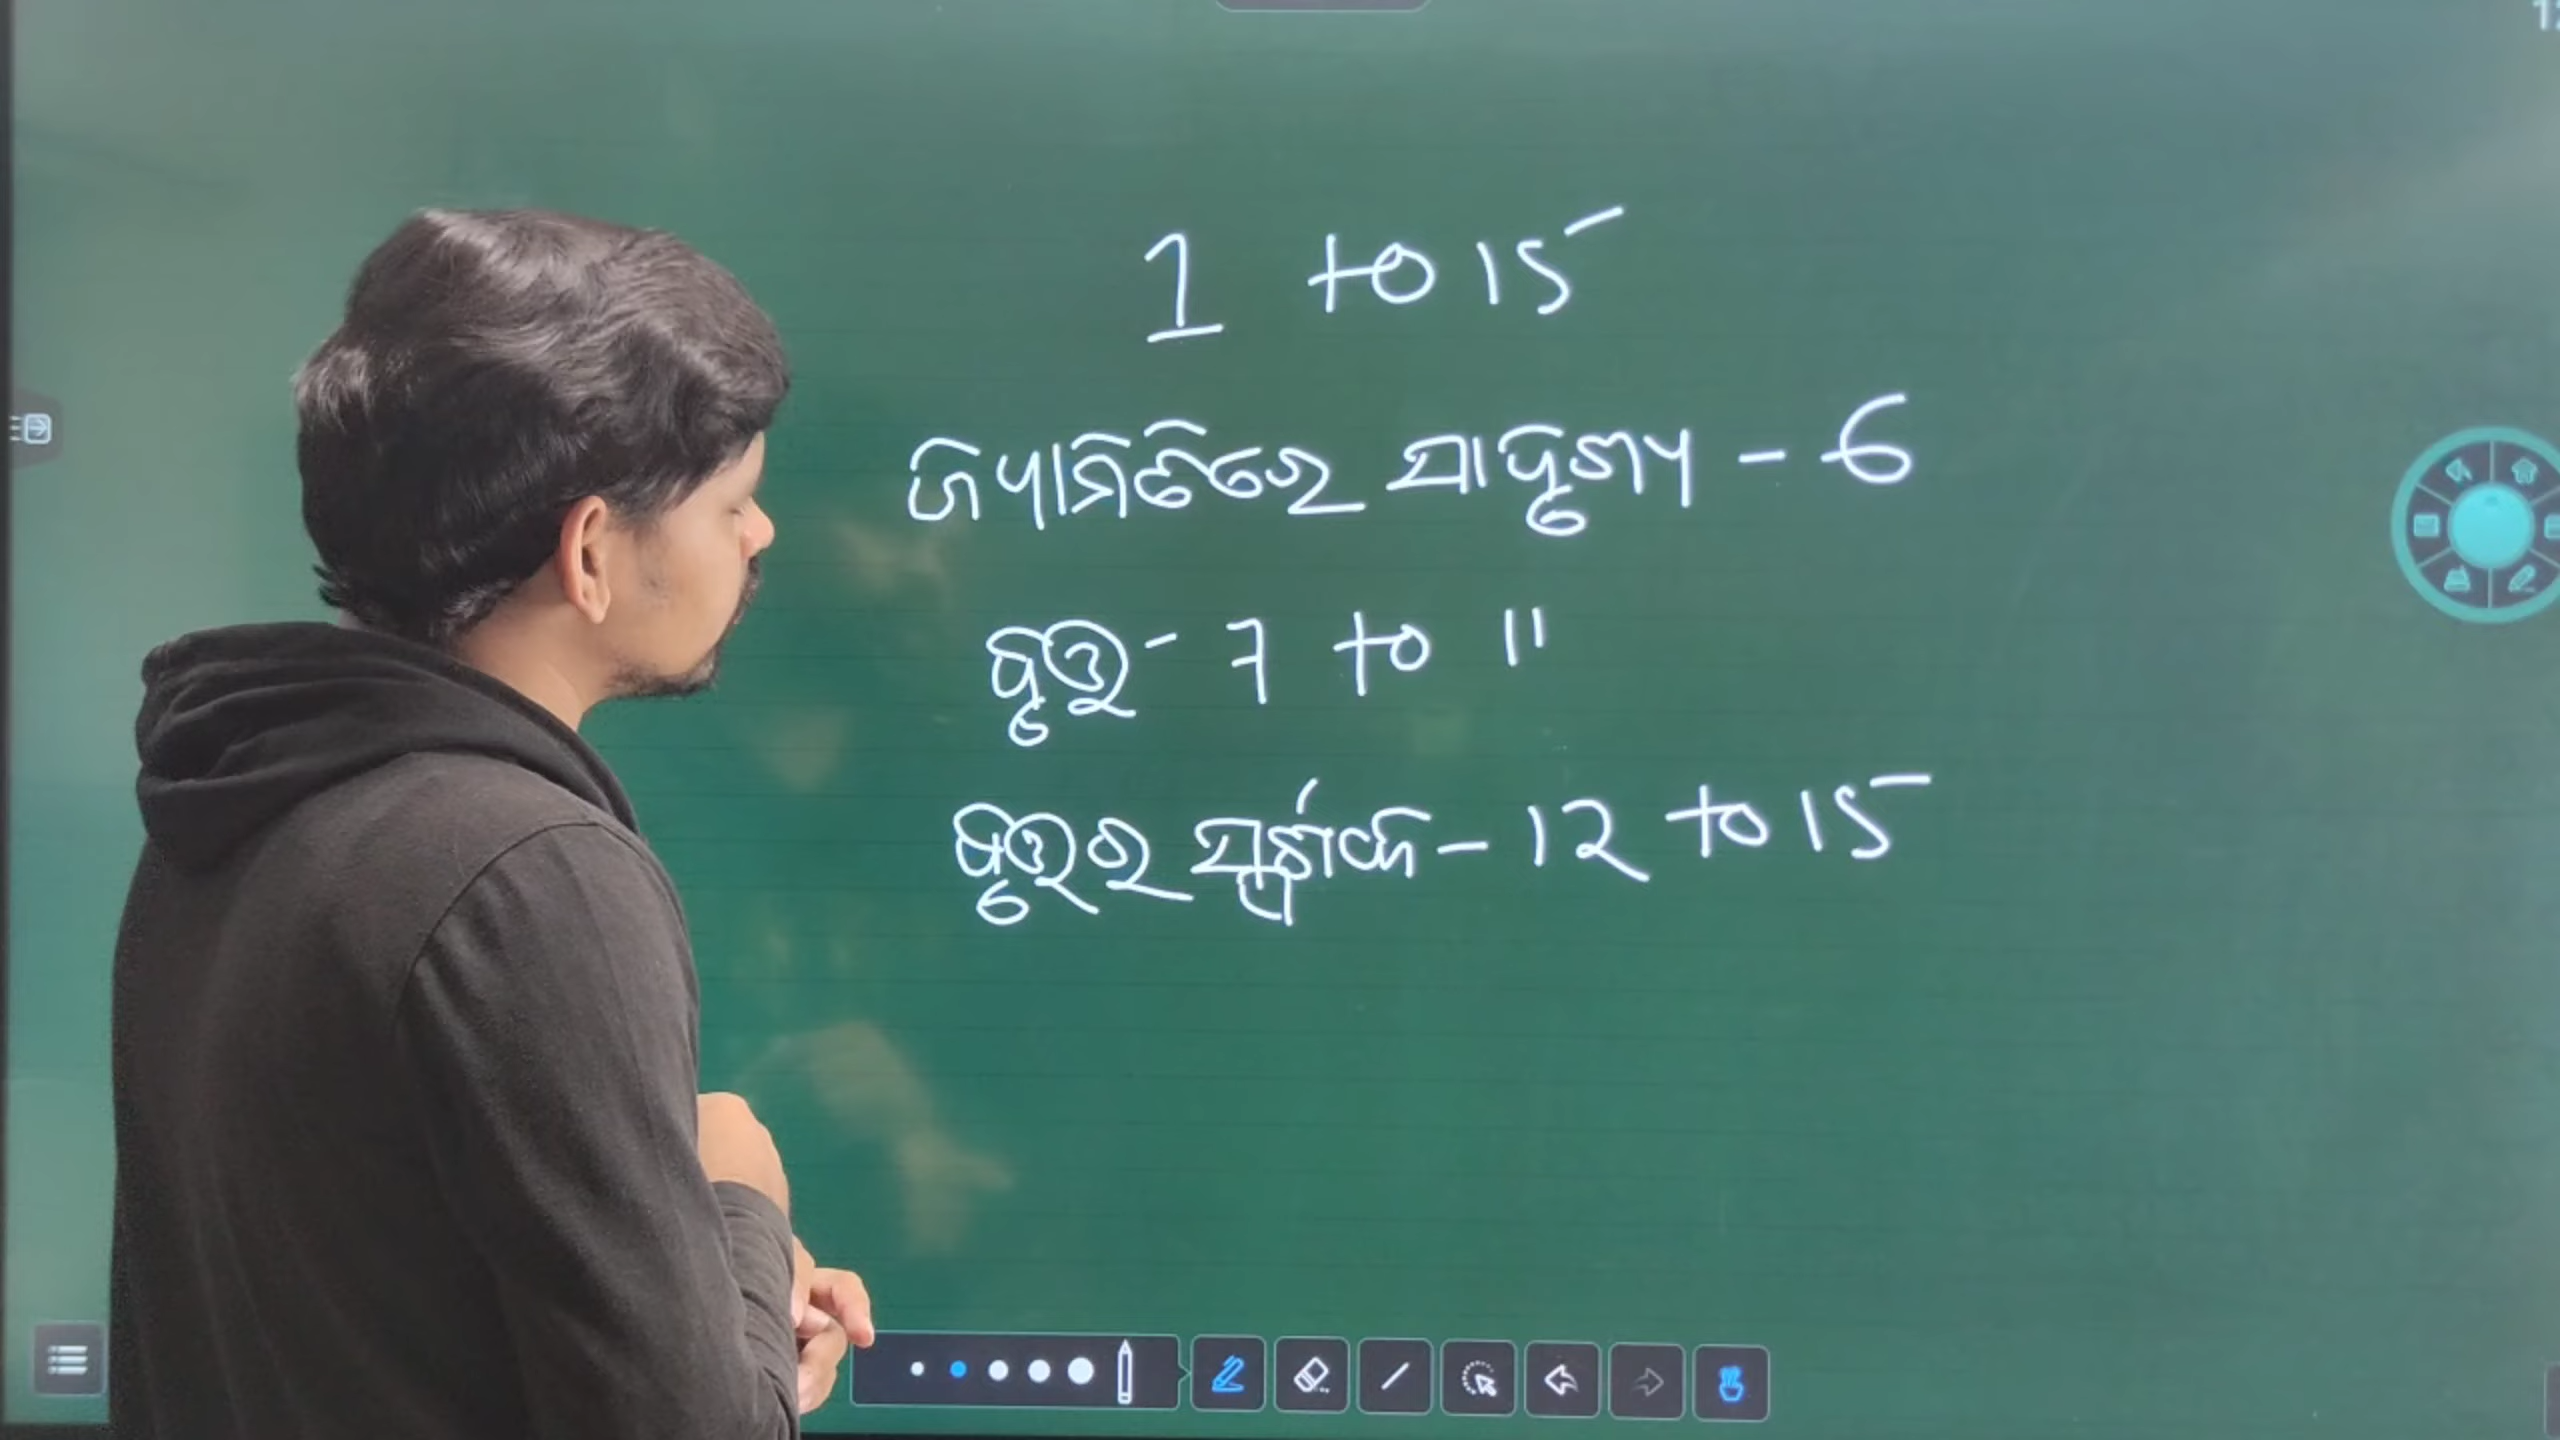 1 to 15
ଜିଯାମିତିରେ ସାଦୃଶ୍ୟ - 6
ବୃତ୍ତ - 7 to 11
ବୃତ୍ତର ସ୍ପର୍ଶକ - 12 to 15